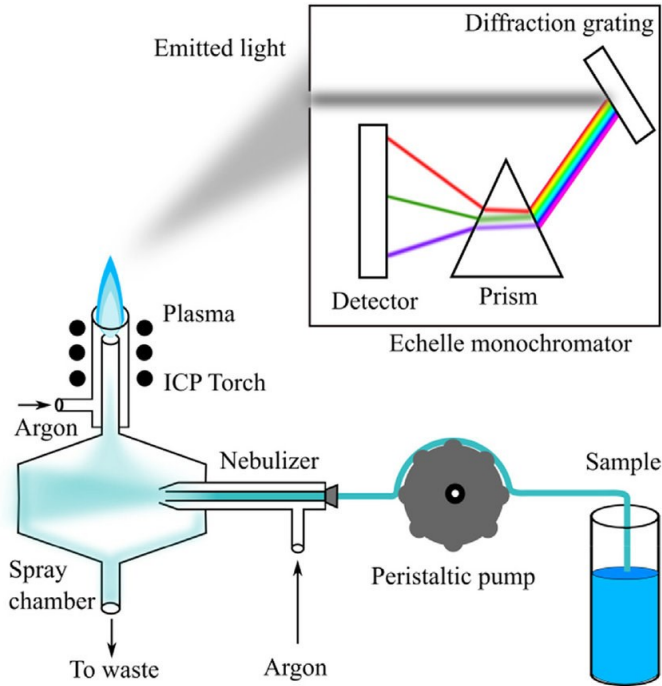 Diffraction grating
Emitted light
Detector
Prism
Echelle monochromator
Plasma
ICP Torch
Argon
Nebulizer
Sample
Peristaltic pump
Spray
chamber
To waste
Argon